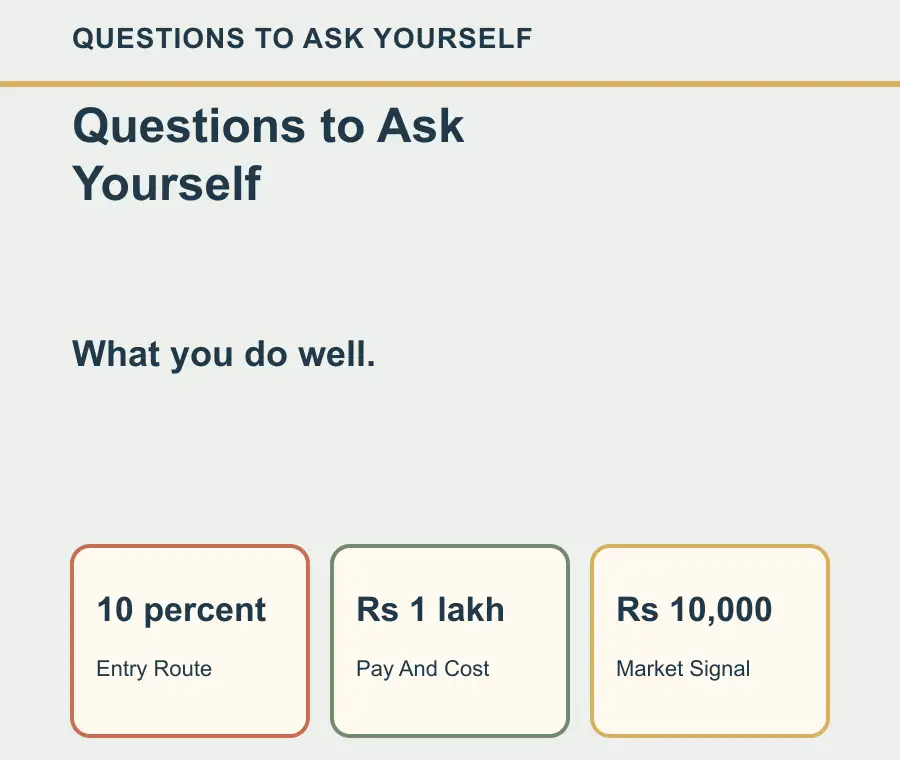 QUESTIONS TO ASK YOURSELF
Questions to Ask
Yourself
What you do well.
10 percent
Entry Route
Rs 1 lakh
Pay And Cost
Rs 10,000
Market Signal